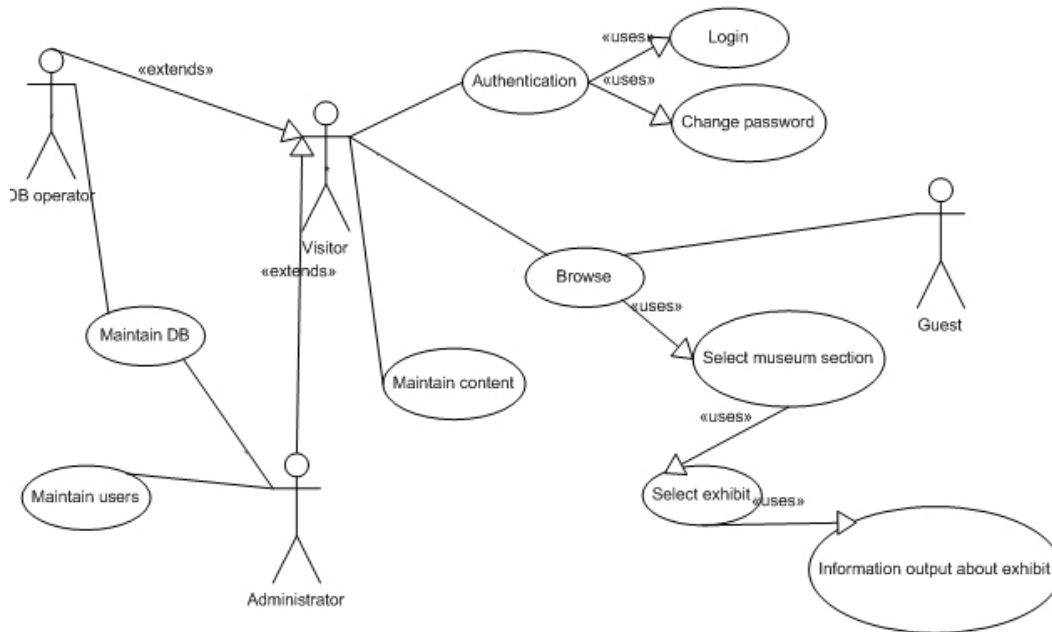 «uses»
Login
«extends»
Authentication
«uses»
Change password
DB operator
Visitor
«extends»
Browse
«uses»
Guest
Maintain DB
Select museum section
Maintain content
«uses»
Maintain users
Select exhibit
«uses»
Information output about exhibit
Administrator